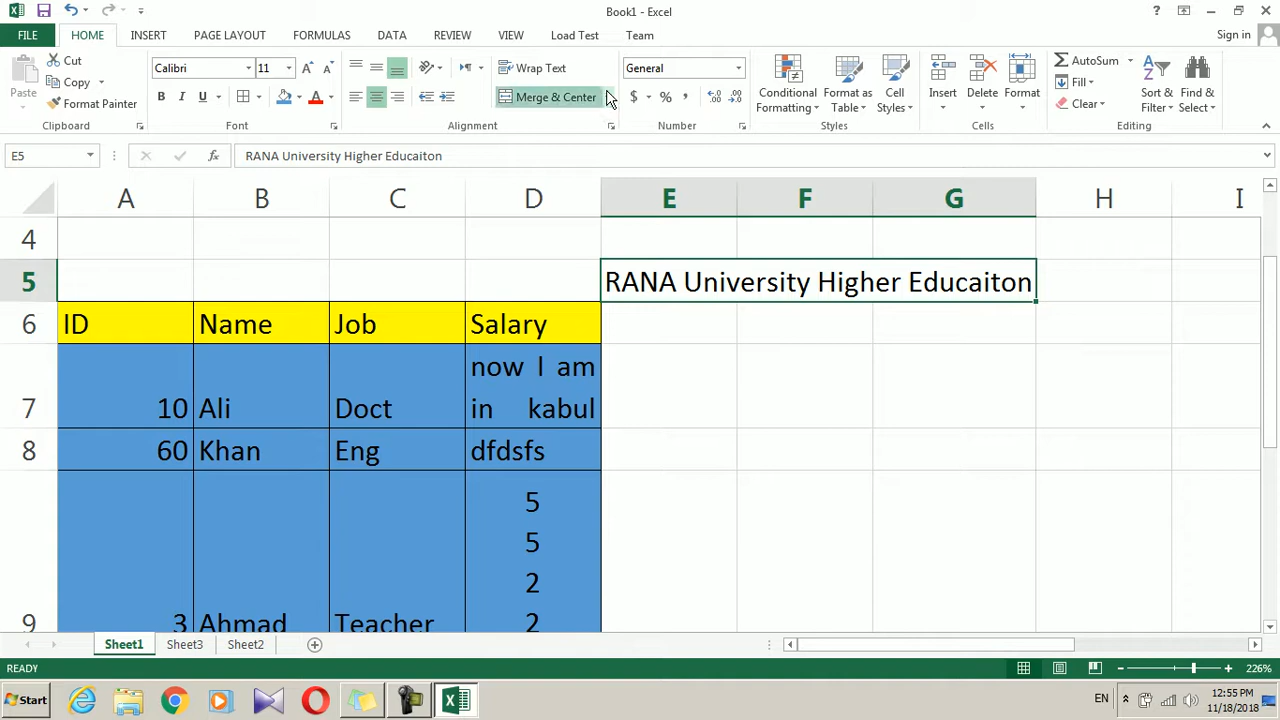 Book1 - Excel
FILE HOME INSERT PAGE LAYOUT FORMULAS DATA REVIEW VIEW Load Test Team Sign in
Cut
Copy
Format Painter
Paste
Clipboard
Calibri 11
B I U
Font
Wrap Text
Merge & Center
Alignment
General
$ % ,
Number
Conditional Formatting
Format as Table
Cell Styles
Styles
Insert Delete Format
Cells
AutoSum
Fill
Clear
Sort & Filter
Find & Select
Editing
E5 fx RANA University Higher Educaiton
A B C D E F G H I
4
5 RANA University Higher Educaiton
6 ID Name Job Salary
7 10 Ali Doct now I am in kabul
8 60 Khan Eng dfdsfs
9 3 Ahmad Teacher 5 5 2 2
Sheet1 Sheet3 Sheet2
READY 226%
Start EN 12:55 PM
11/18/2018